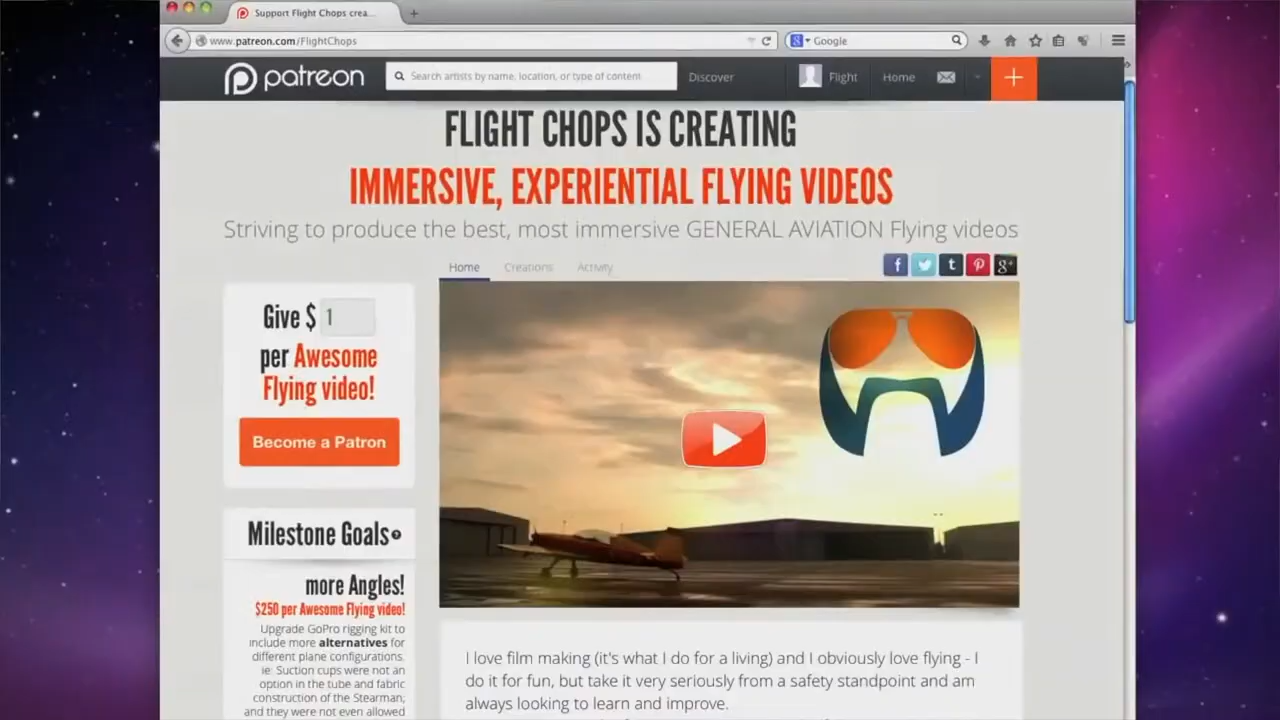 Support Flight Chops crea...
www.patreon.com/FlightChops
Google
patreon
Search artists by name, location, or type of content
Discover
Flight
Home
FLIGHT CHOPS IS CREATING
IMMERSIVE, EXPERIENTIAL FLYING VIDEOS
Striving to produce the best, most immersive GENERAL AVIATION Flying videos
Home
Creations
Activity
Give $ 1
per Awesome
Flying video!
Become a Patron
Milestone Goals
more Angles!
$250 per Awesome Flying video!
Upgrade GoPro rigging kit to
include more alternatives for
different plane configurations.
ie: Suction cups were not an
option in the tube and fabric
construction of the Stearman;
and they were not even allowed
I love film making (it's what I do for a living) and I obviously love flying - I
do it for fun, but take it very seriously from a safety standpoint and am
always looking to learn and improve.